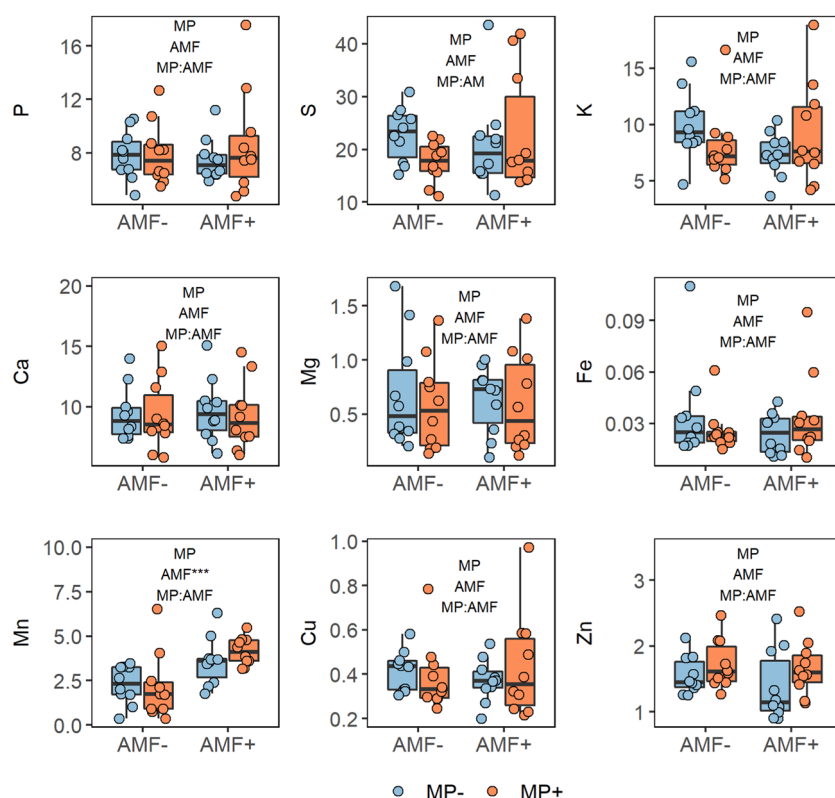 P
16
12
8
MP
AMF
MP:AMF
AMF- AMF+
S
40
30
20
10
MP
AMF
MP:AM
AMF- AMF+
K
15
10
5
MP
AMF
MP:AMF
AMF- AMF+
Ca
20
15
10
MP
AMF
MP:AMF
AMF- AMF+
Mg
1.5
1.0
0.5
MP
AMF
MP:AMF
AMF- AMF+
Fe
0.09
0.06
0.03
MP
AMF
MP:AMF
AMF- AMF+
Mn
10.0
7.5
5.0
2.5
0.0
MP
AMF***
MP:AMF
AMF- AMF+
Cu
1.0
0.8
0.6
0.4
0.2
MP
AMF
MP:AMF
AMF- AMF+
Zn
3
2
1
MP
AMF
MP:AMF
AMF- AMF+
MP- MP+